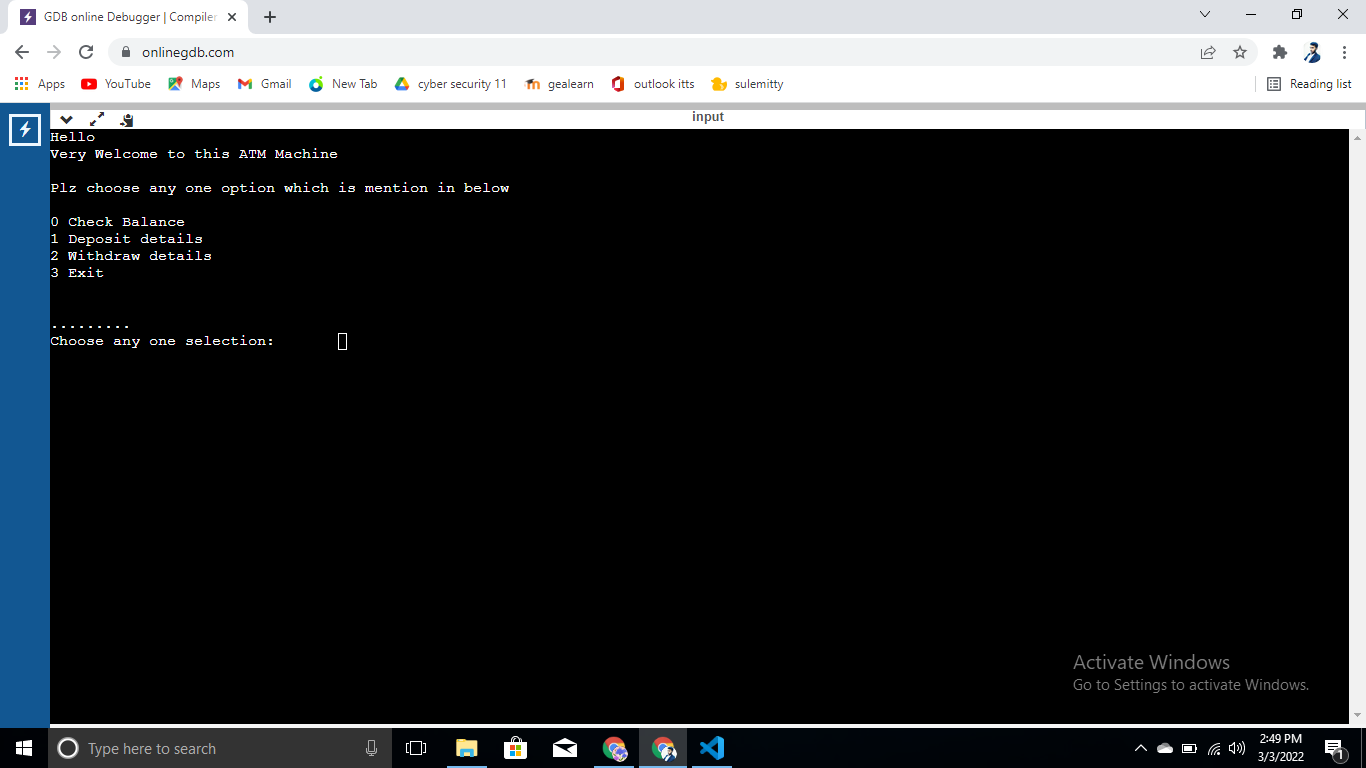 GDB online Debugger | Compiler
onlinegdb.com
Apps YouTube Maps Gmail New Tab cyber security 11 gealearn outlook itts sulemitty Reading list
input
Hello
Very Welcome to this ATM Machine
Plz choose any one option which is mention in below
0 Check Balance
1 Deposit details
2 Withdraw details
3 Exit
.........
Choose any one selection:
Activate Windows
Go to Settings to activate Windows.
Type here to search
2:49 PM
3/3/2022
1